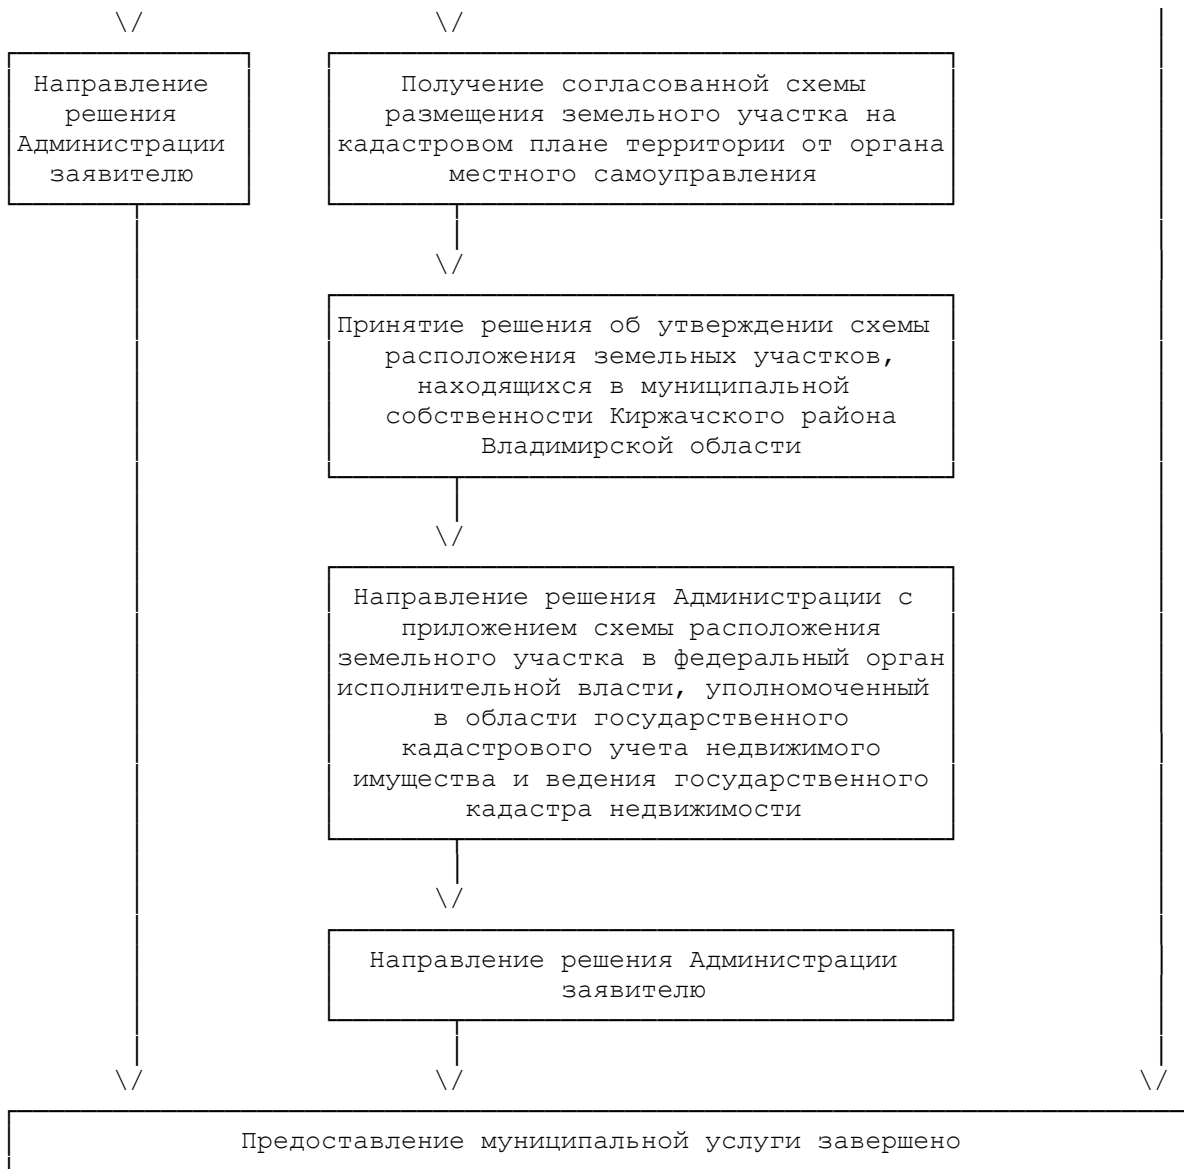 Направление
решения
Администрации
заявителю
Получение согласованной схемы
размещения земельного участка на
кадастровом плане территории от органа
местного самоуправления
Принятие решения об утверждении схемы
расположения земельных участков,
находящихся в муниципальной
собственности Киржачского района
Владимирской области
Направление решения Администрации с
приложением схемы расположения
земельного участка в федеральный орган
исполнительной власти, уполномоченный
в области государственного
кадастрового учета недвижимого
имущества и ведения государственного
кадастра недвижимости
Направление решения Администрации
заявителю
Предоставление муниципальной услуги завершено